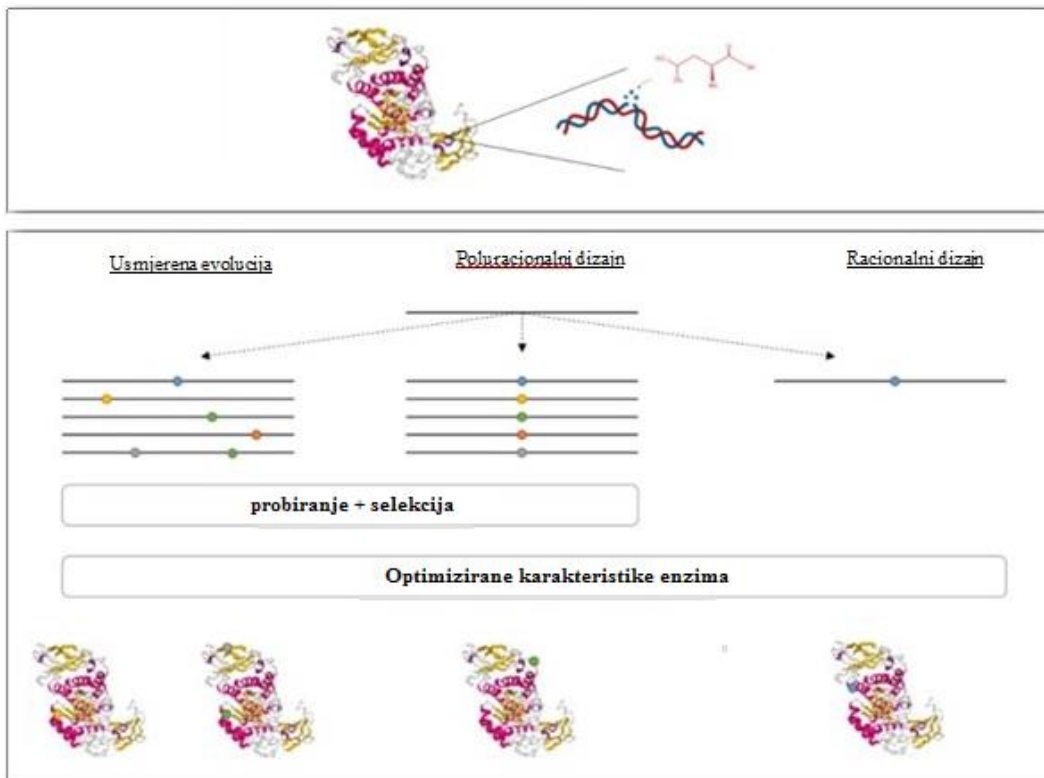 Usmjerena evolucija
Poluracionalni dizajn
Racionalni dizajn
probiranje + selekcija
Optimizirane karakteristike enzima